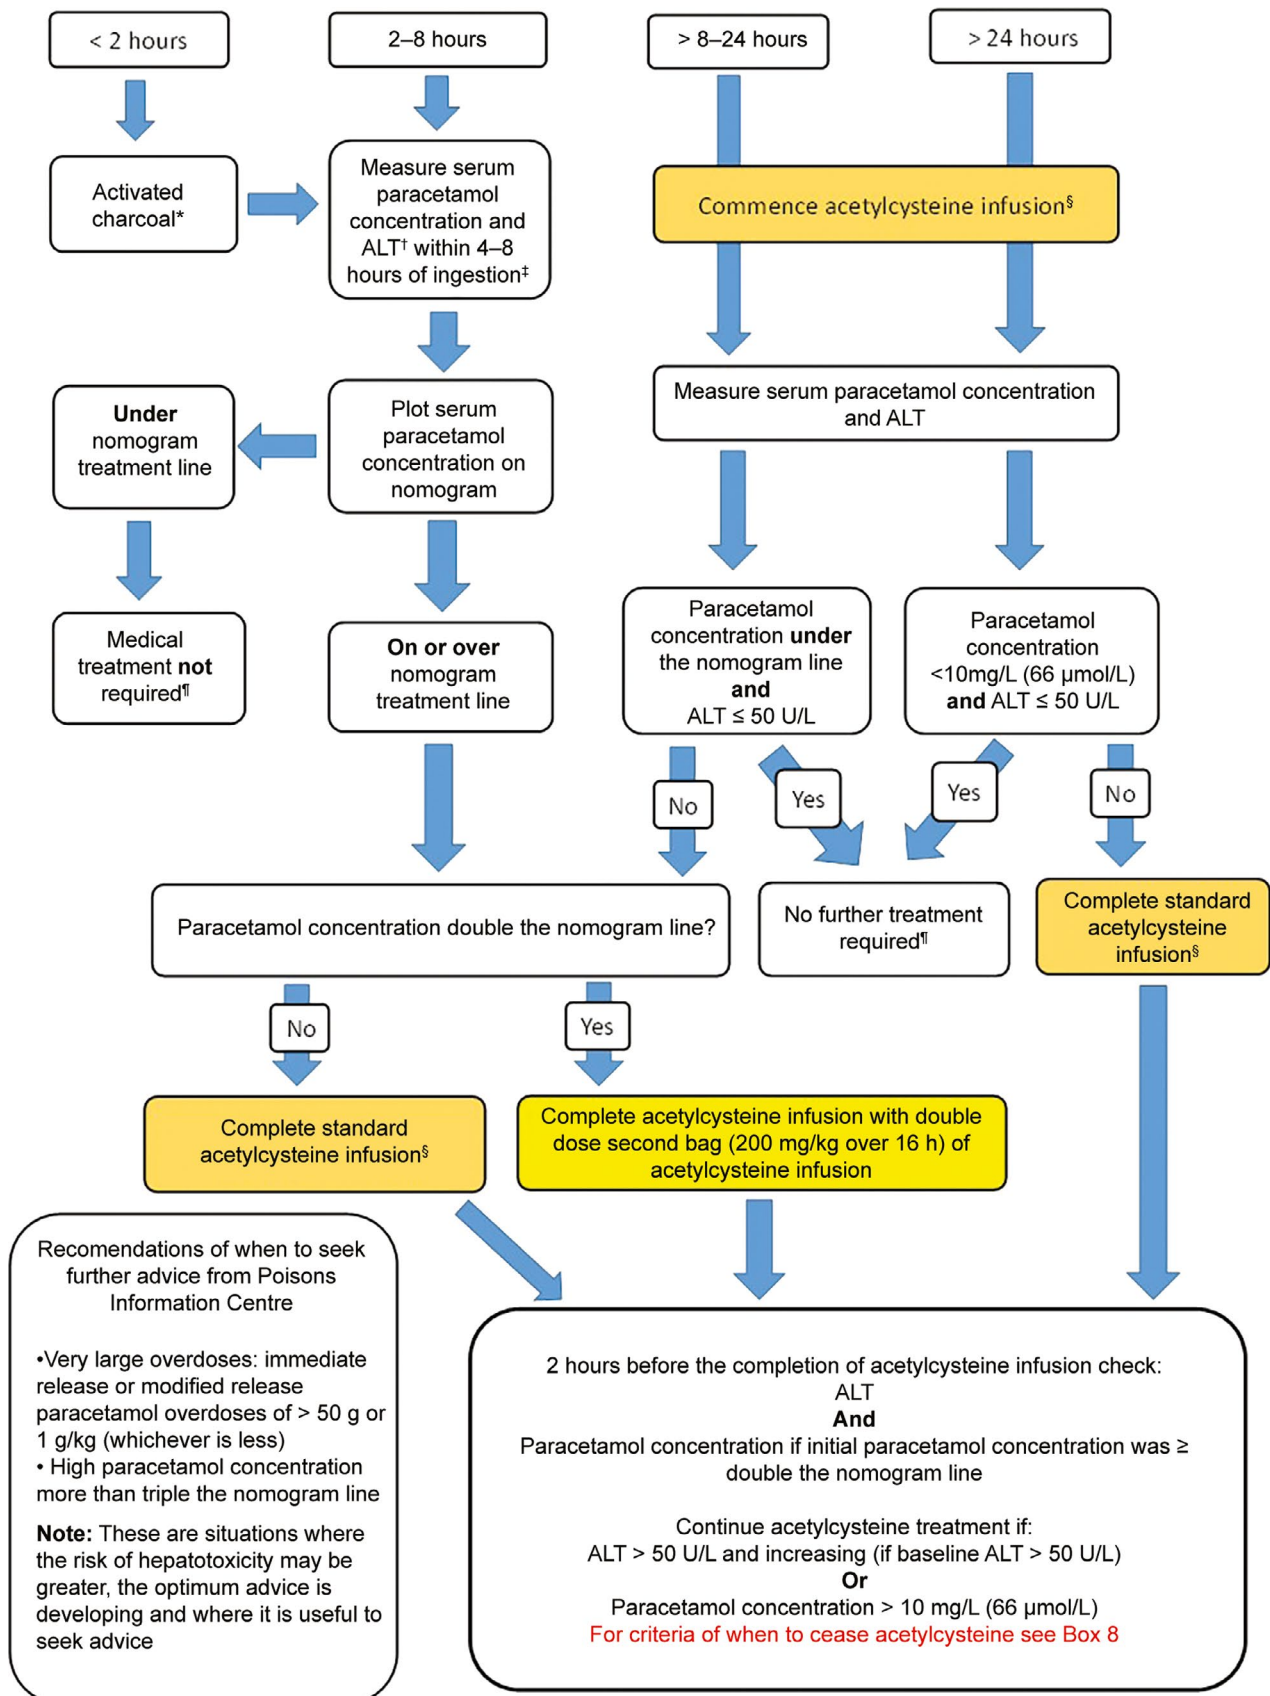 < 2 hours
2–8 hours
> 8–24 hours
> 24 hours
Activated
charcoal*
Measure serum
paracetamol
concentration and
ALT† within 4–8
hours of ingestion‡
Commence acetylcysteine infusion§
Under
nomogram
treatment line
Plot serum
paracetamol
concentration on
nomogram
Measure serum paracetamol concentration
and ALT
Medical
treatment not
required¶
On or over
nomogram
treatment line
Paracetamol
concentration under
the nomogram line
and
ALT ≤ 50 U/L
Paracetamol
concentration
<10mg/L (66 µmol/L)
and ALT ≤ 50 U/L
No
Yes
Yes
No
Paracetamol concentration double the nomogram line?
No further treatment
required¶
Complete standard
acetylcysteine
infusion§
No
Yes
Complete standard
acetylcysteine infusion§
Complete acetylcysteine infusion with double
dose second bag (200 mg/kg over 16 h) of
acetylcysteine infusion
Recomendations of when to seek
further advice from Poisons
Information Centre
•Very large overdoses: immediate
release or modified release
paracetamol overdoses of > 50 g or
1 g/kg (whichever is less)
• High paracetamol concentration
more than triple the nomogram line
Note: These are situations where
the risk of hepatotoxicity may be
greater, the optimum advice is
developing and where it is useful to
seek advice
2 hours before the completion of acetylcysteine infusion check:
ALT
And
Paracetamol concentration if initial paracetamol concentration was ≥
double the nomogram line
Continue acetylcysteine treatment if:
ALT > 50 U/L and increasing (if baseline ALT > 50 U/L)
Or
Paracetamol concentration > 10 mg/L (66 µmol/L)
For criteria of when to cease acetylcysteine see Box 8